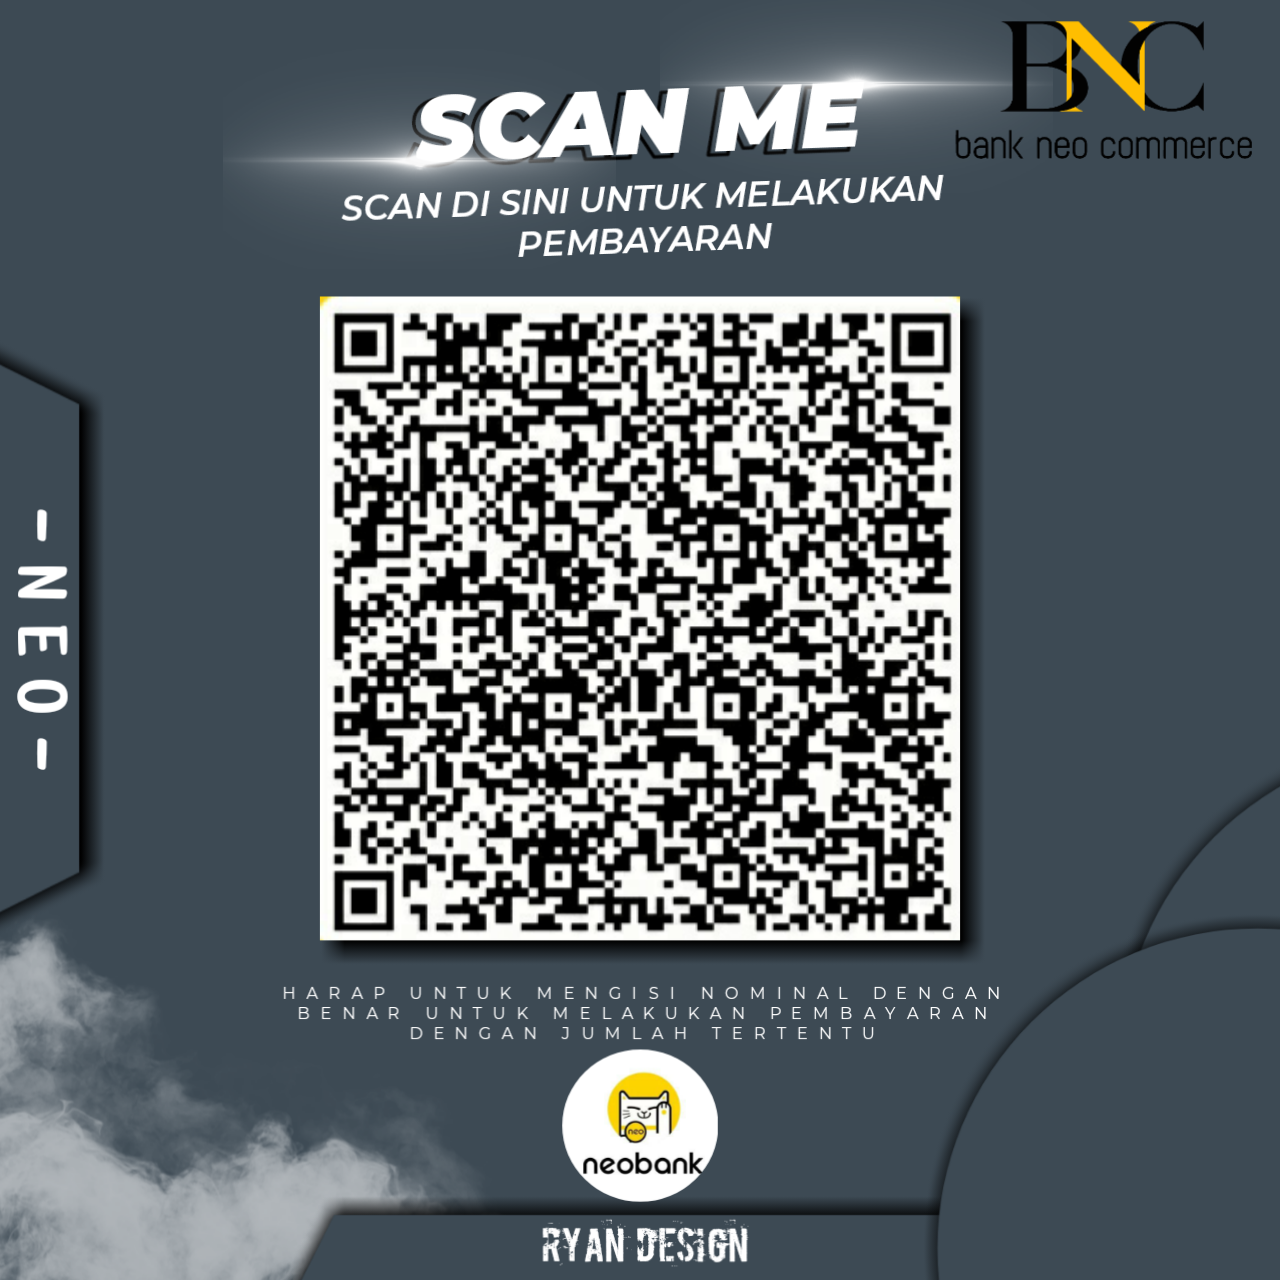 BNC
bank neo commerce
SCAN ME
SCAN DI SINI UNTUK MELAKUKAN
PEMBAYARAN
- NEO -
HARAP UNTUK MENGISI NOMINAL DENGAN
BENAR UNTUK MELAKUKAN PEMBAYARAN
DENGAN JUMLAH TERTENTU
neo
neobank
RYAN DESIGN